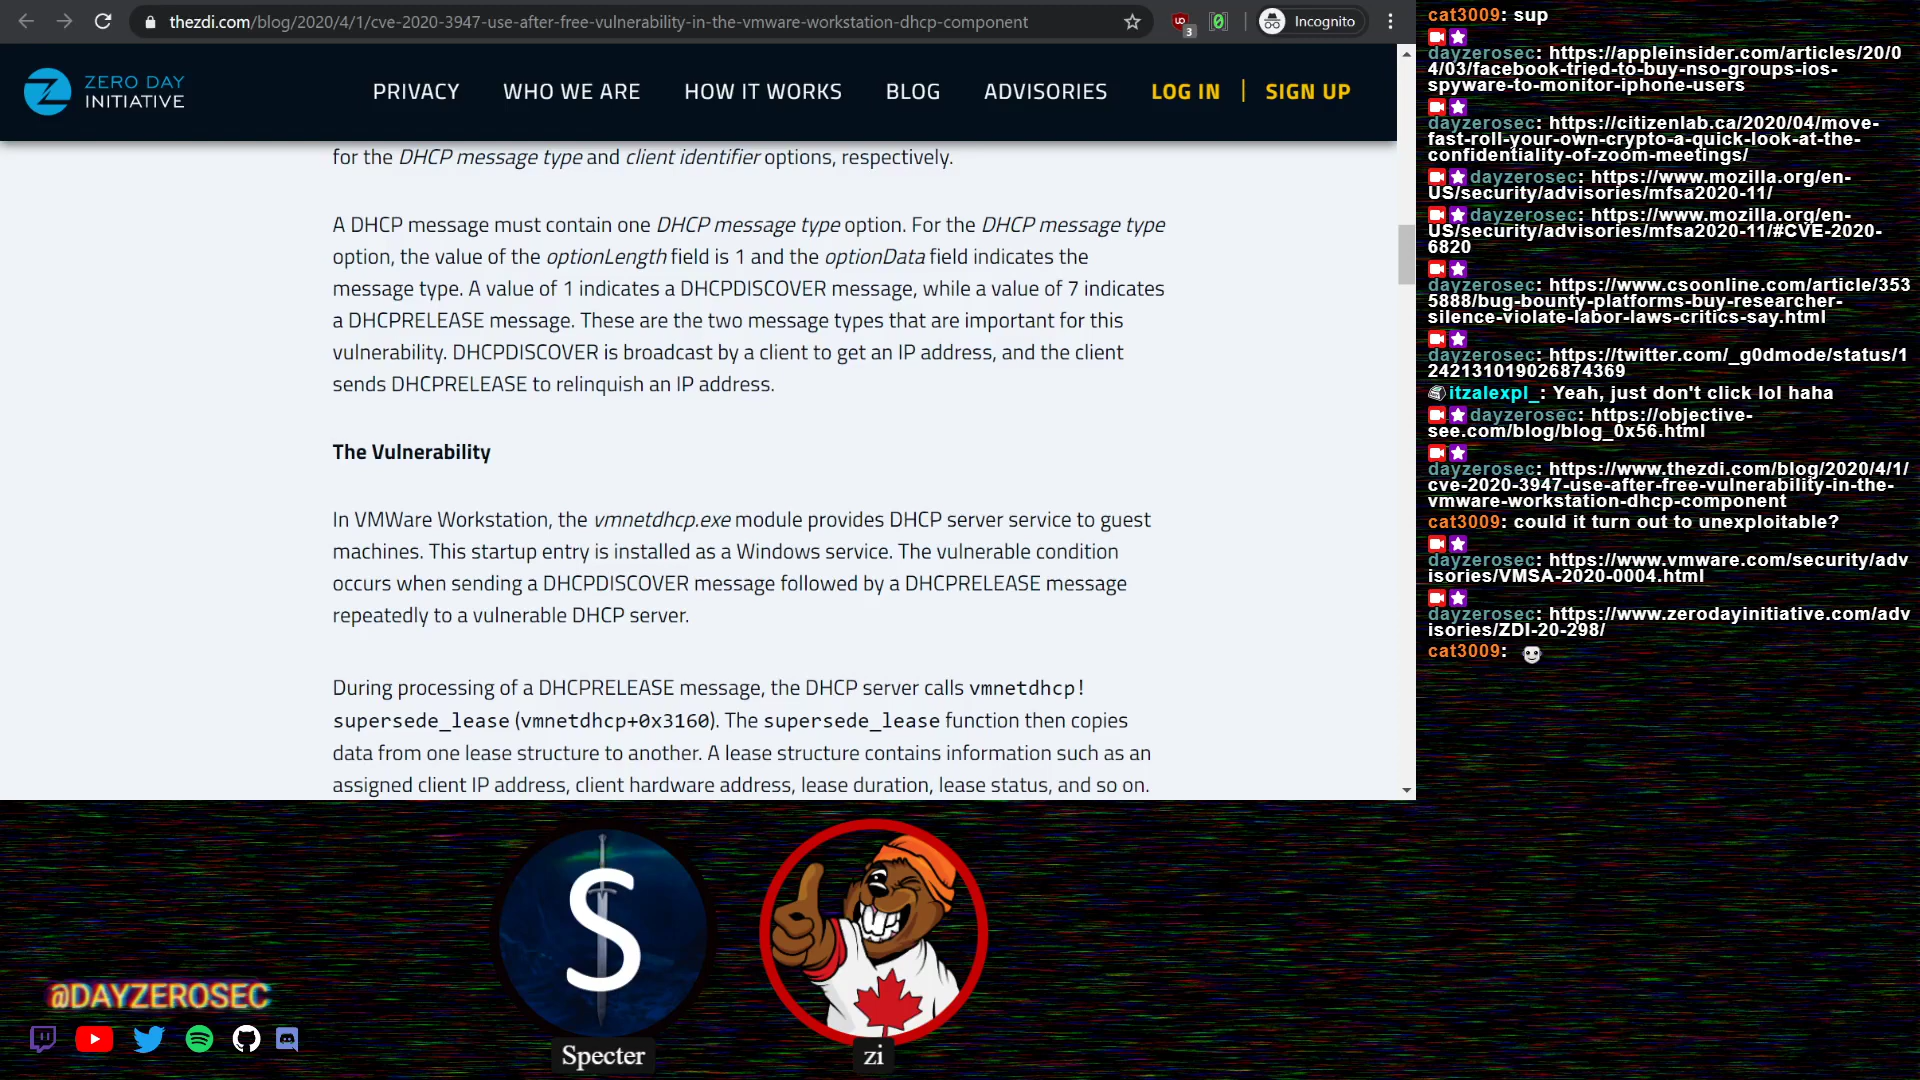 thezdi.com/blog/2020/4/1/cve-2020-3947-use-after-free-vulnerability-in-the-vmware-workstation-dhcp-component
3
Incognito
ZERO DAY
INITIATIVE
PRIVACY WHO WE ARE HOW IT WORKS BLOG ADVISORIES LOG IN | SIGN UP
for the DHCP message type and client identifier options, respectively.
A DHCP message must contain one DHCP message type option. For the DHCP message type
option, the value of the optionLength field is 1 and the optionData field indicates the
message type. A value of 1 indicates a DHCPDISCOVER message, while a value of 7 indicates
a DHCPRELEASE message. These are the two message types that are important for this
vulnerability. DHCPDISCOVER is broadcast by a client to get an IP address, and the client
sends DHCPRELEASE to relinquish an IP address.
The Vulnerability
In VMWare Workstation, the vmnetdhcp.exe module provides DHCP server service to guest
machines. This startup entry is installed as a Windows service. The vulnerable condition
occurs when sending a DHCPDISCOVER message followed by a DHCPRELEASE message
repeatedly to a vulnerable DHCP server.
During processing of a DHCPRELEASE message, the DHCP server calls vmnetdhcp!
supersede_lease (vmnetdhcp+0x3160). The supersede_lease function then copies
data from one lease structure to another. A lease structure contains information such as an
assigned client IP address, client hardware address, lease duration, lease status, and so on.
cat3009: sup
dayzerosec: https://appleinsider.com/articles/20/0
4/03/facebook-tried-to-buy-nso-groups-ios-
spyware-to-monitor-iphone-users
dayzerosec: https://citizenlab.ca/2020/04/move-
fast-roll-your-own-crypto-a-quick-look-at-the-
confidentiality-of-zoom-meetings/
dayzerosec: https://www.mozilla.org/en-
US/security/advisories/mfsa2020-11/
dayzerosec: https://www.mozilla.org/en-
US/security/advisories/mfsa2020-11/#CVE-2020-
6820
dayzerosec: https://www.csoonline.com/article/353
5888/bug-bounty-platforms-buy-researcher-
silence-violate-labor-laws-critics-say.html
dayzerosec: https://twitter.com/_g0dmode/status/1
242131019026874369
itzalexpl_: Yeah, just don't click lol haha
dayzerosec: https://objective-
see.com/blog/blog_0x56.html
dayzerosec: https://www.thezdi.com/blog/2020/4/1/
cve-2020-3947-use-after-free-vulnerability-in-the-
vmware-workstation-dhcp-component
cat3009: could it turn out to unexploitable?
dayzerosec: https://www.vmware.com/security/adv
isories/VMSA-2020-0004.html
dayzerosec: https://www.zerodayinitiative.com/adv
isories/ZDI-20-298/
cat3009:
@DAYZEROSEC
S
Specter
zi